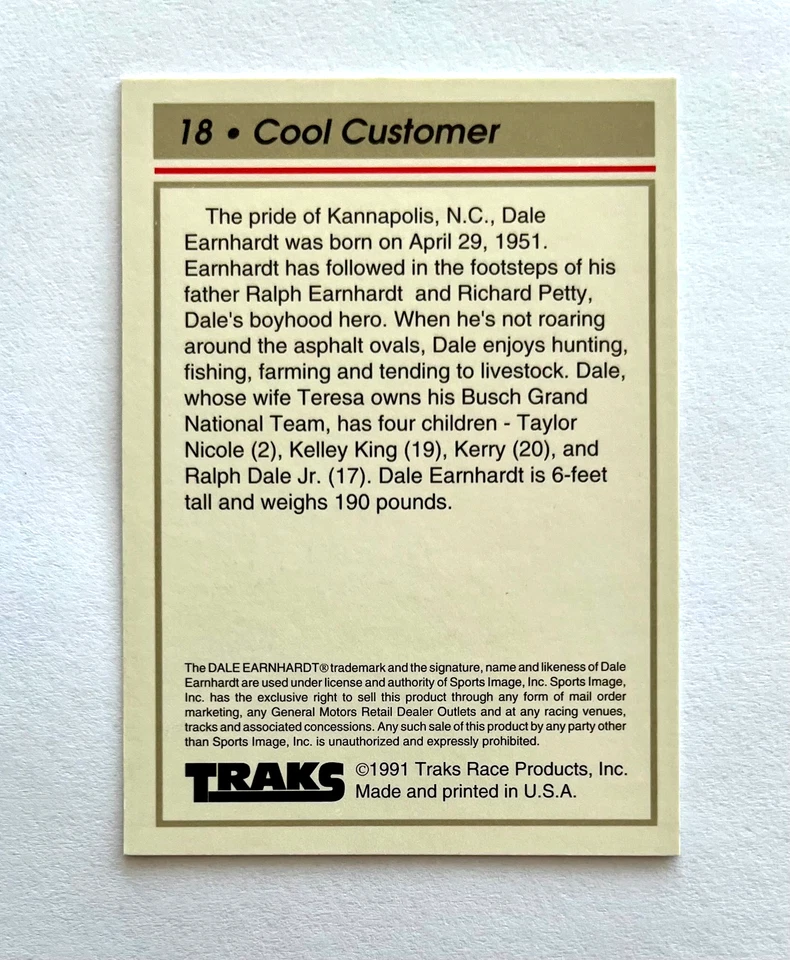 18 • Cool Customer
The pride of Kannapolis, N.C., Dale
Earnhardt was born on April 29, 1951.
Earnhardt has followed in the footsteps of his
father Ralph Earnhardt and Richard Petty,
Dale's boyhood hero. When he's not roaring
around the asphalt ovals, Dale enjoys hunting,
fishing, farming and tending to livestock. Dale,
whose wife Teresa owns his Busch Grand
National Team, has four children - Taylor
Nicole (2), Kelley King (19), Kerry (20), and
Ralph Dale Jr. (17). Dale Earnhardt is 6-feet
tall and weighs 190 pounds.
The DALE EARNHARDT® trademark and the signature, name and likeness of Dale
Earnhardt are used under license and authority of Sports Image, Inc. Sports Image,
Inc. has the exclusive right to sell this product through any form of mail order
marketing, any General Motors Retail Dealer Outlets and at any racing venues,
tracks and associated concessions. Any such sale of this product by any party other
than Sports Image, Inc. is unauthorized and expressly prohibited.
TRAKS ©1991 Traks Race Products, Inc.
Made and printed in U.S.A.